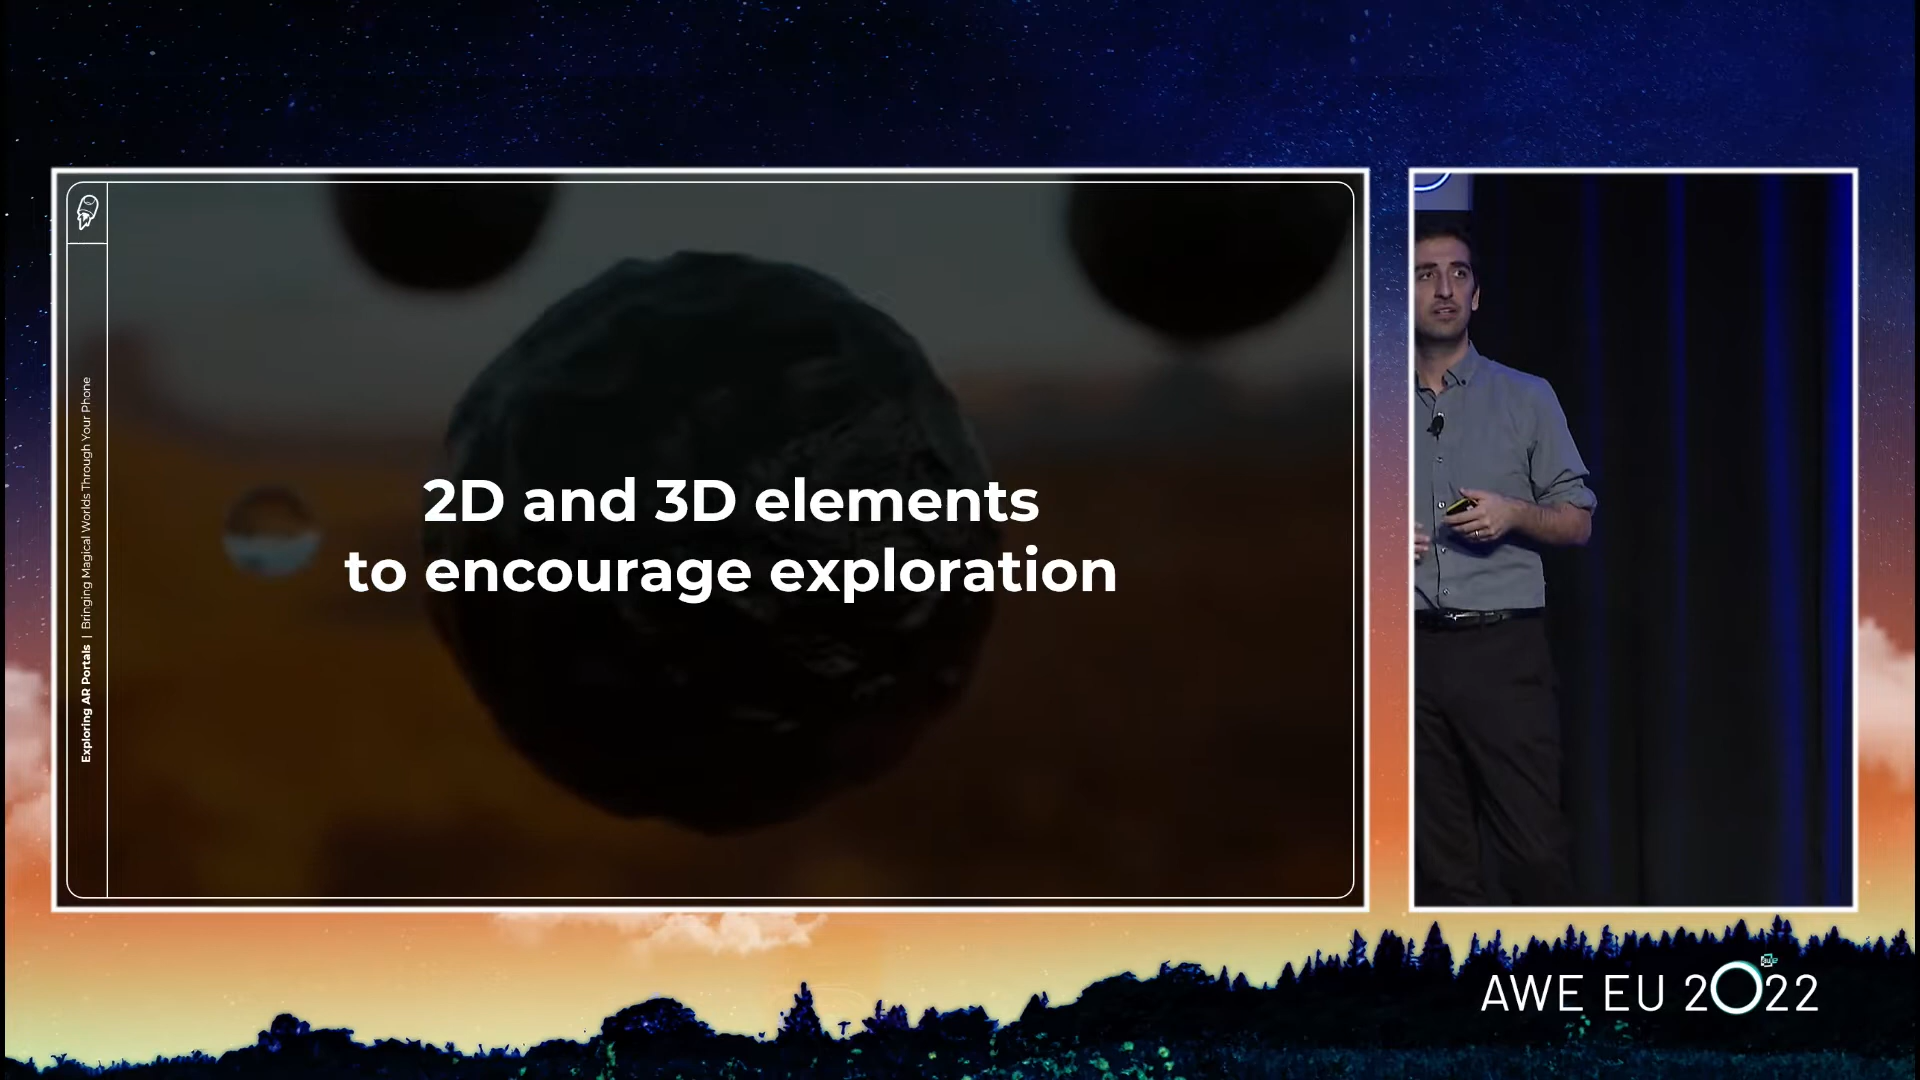 Exploring AR Portals | Bringing Magical Worlds Through Your Phone
2D and 3D elements
to encourage exploration
AWE EU 2022